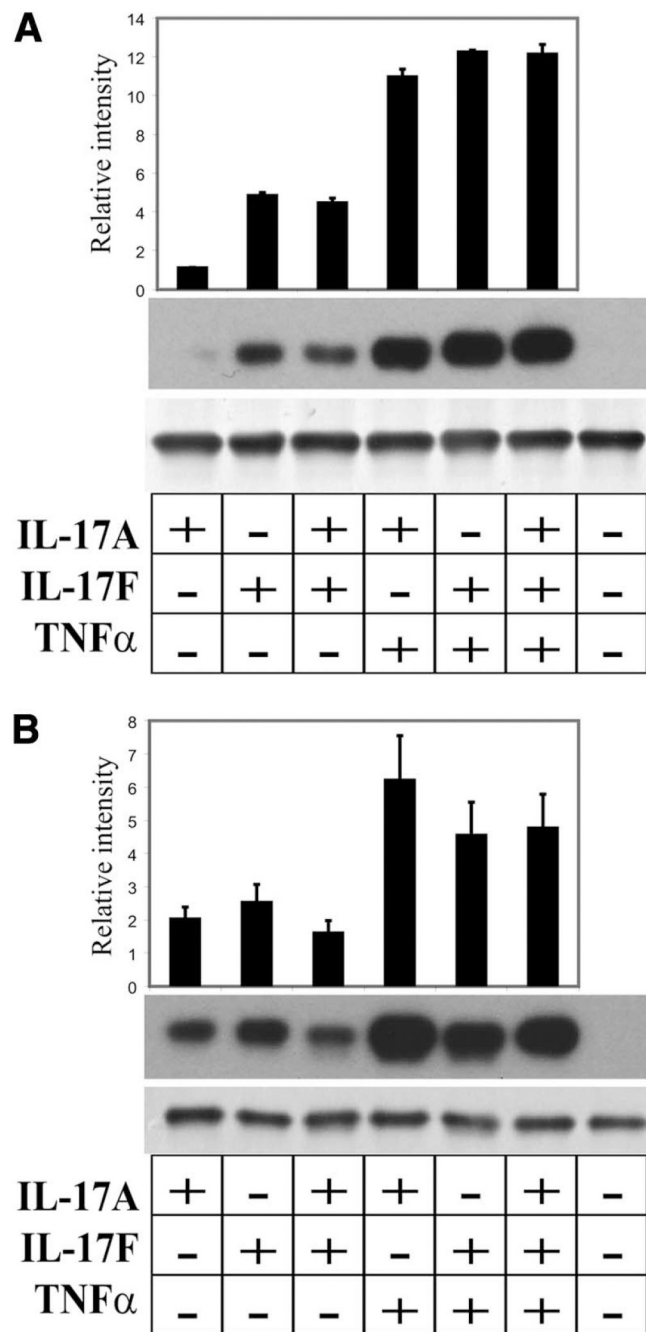 A
Relative intensity
14
12
10
8
6
4
2
0
IL-17A + - + + - + -
IL-17F - + + - + + -
TNFα - - - + + + -
B
Relative intensity
8
7
6
5
4
3
2
1
0
IL-17A + - + + - + -
IL-17F - + + - + + -
TNFα - - - + + + -